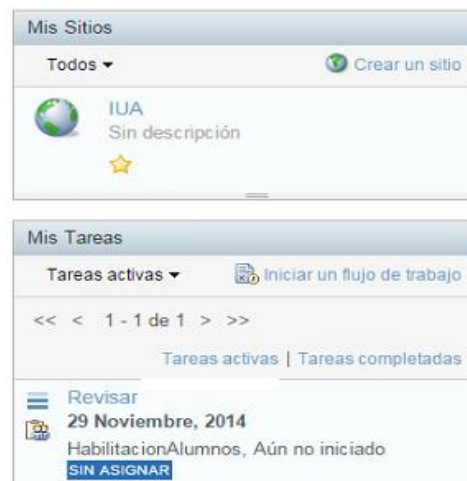 Mis Sitios
Todos Crear un sitio
IUA
Sin descripción
Mis Tareas
Tareas activas Iniciar un flujo de trabajo
<< < 1 - 1 de 1 > >>
Tareas activas | Tareas completadas
Revisar
29 Noviembre, 2014
HabilitacionAlumnos, Aún no iniciado
SIN ASIGNAR